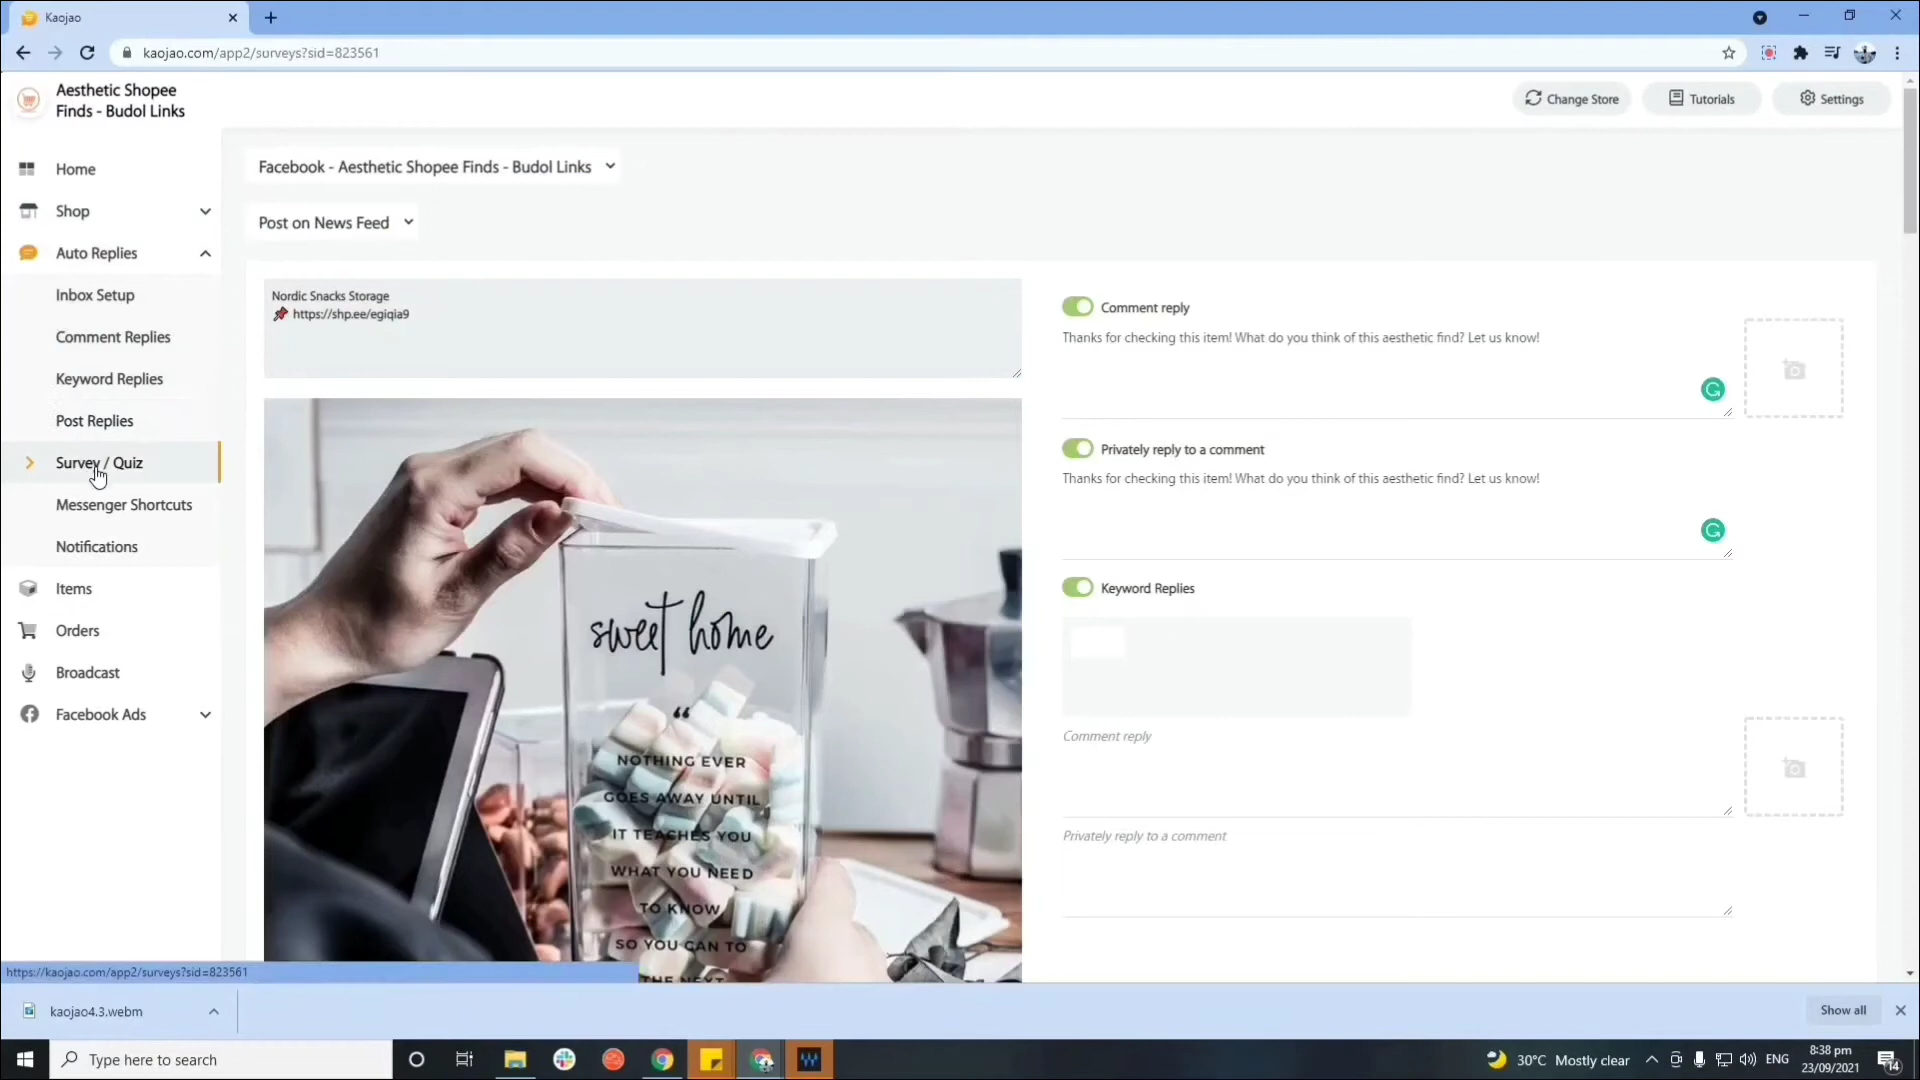 Kaojao
kaojao.com/app2/surveys?sid=823561
Aesthetic Shopee
Finds - Budol Links
Change Store
Tutorials
Settings
Home
Shop
Auto Replies
Inbox Setup
Comment Replies
Keyword Replies
Post Replies
Survey / Quiz
Messenger Shortcuts
Notifications
Items
Orders
Broadcast
Facebook Ads
Facebook - Aesthetic Shopee Finds - Budol Links
Post on News Feed
Nordic Snacks Storage
📌 https://shp.ee/egiqia9
sweet home
“
NOTHING EVER
GOES AWAY UNTIL
IT TEACHES YOU
WHAT YOU NEED
TO KNOW
SO YOU CAN TO
THE NEXT
Comment reply
Thanks for checking this item! What do you think of this aesthetic find? Let us know!
Privately reply to a comment
Thanks for checking this item! What do you think of this aesthetic find? Let us know!
Keyword Replies
Comment reply
Privately reply to a comment
https://kaojao.com/app2/surveys?sid=823561
kaojao4.3.webm
Show all
Type here to search
30°C Mostly clear
ENG
8:38 pm
23/09/2021
14